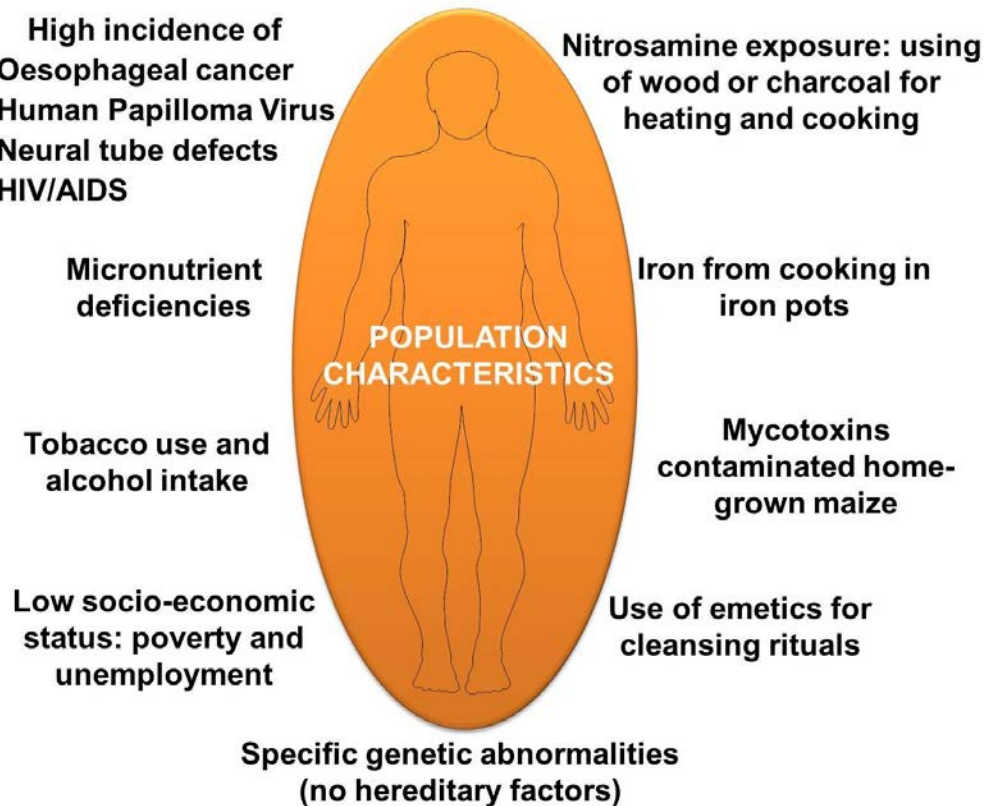 High incidence of
Oesophageal cancer
Human Papilloma Virus
Neural tube defects
HIV/AIDS
Micronutrient
deficiencies
Tobacco use and
alcohol intake
Low socio-economic
status: poverty and
unemployment
POPULATION
CHARACTERISTICS
Nitrosamine exposure: using
of wood or charcoal for
heating and cooking
Iron from cooking in
iron pots
Mycotoxins
contaminated home-
grown maize
Use of emetics for
cleansing rituals
Specific genetic abnormalities
(no hereditary factors)